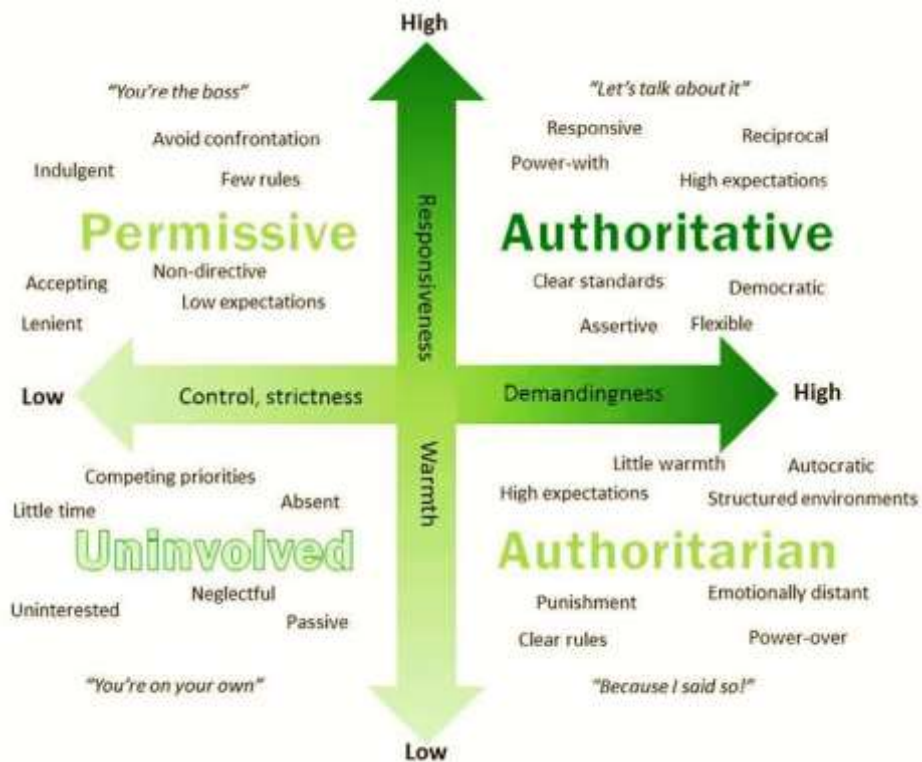 High
"You're the boss"
Avoid confrontation
Indulgent
Few rules
Permissive
Accepting
Non-directive
Low expectations
Lenient
"Let's talk about it"
Responsive
Reciprocal
Power-with
High expectations
Authoritative
Clear standards
Democratic
Assertive
Flexible
Responsiveness
Low
Control, strictness
Demandingness
High
Warmth
Competing priorities
Little time
Absent
Uninvolved
Neglectful
Uninterested
Passive
"You're on your own"
Little warmth
Autocratic
High expectations
Structured environments
Authoritarian
Punishment
Emotionally distant
Clear rules
Power-over
"Because I said so!"
Low